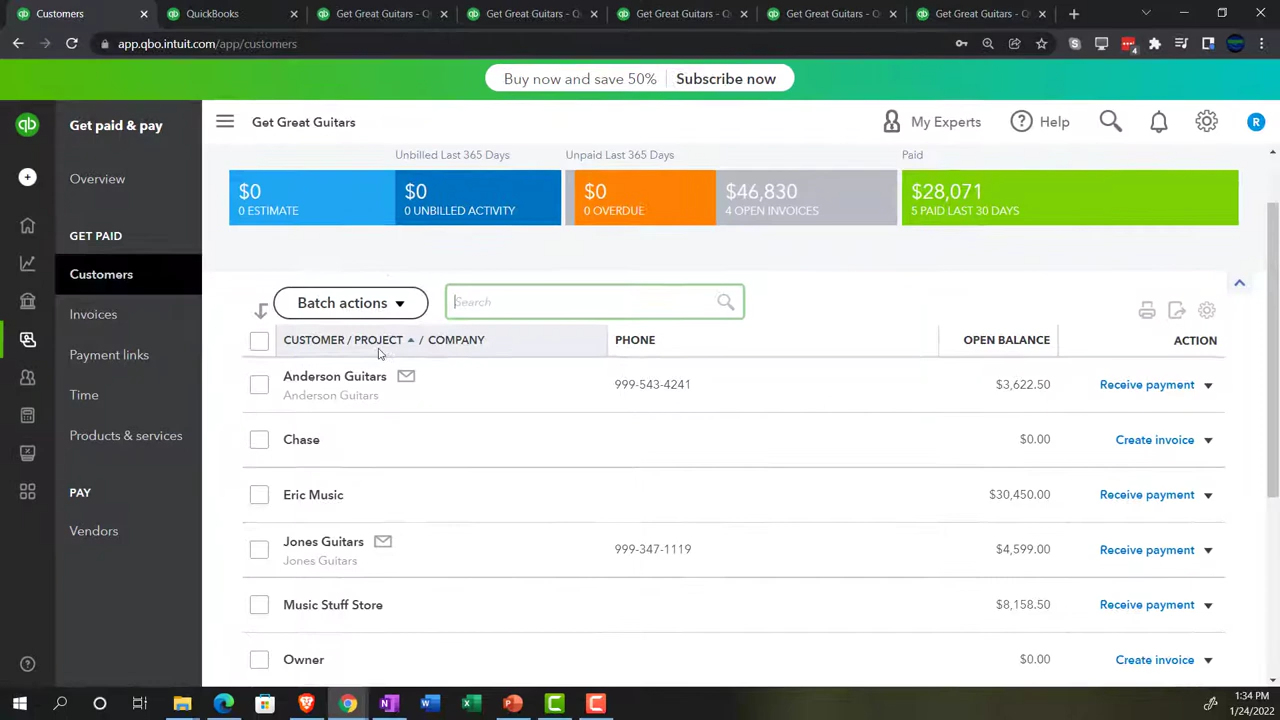 Customers
QuickBooks
Get Great Guitars - Q
Get Great Guitars - Q
Get Great Guitars - Q
Get Great Guitars - Q
Get Great Guitars - Q
app.qbo.intuit.com/app/customers
4
Buy now and save 50% Subscribe now
qb
Get paid & pay
Get Great Guitars
My Experts
Help
R
Overview
GET PAID
Customers
Invoices
Payment links
Time
Products & services
PAY
Vendors
Unbilled Last 365 Days
Unpaid Last 365 Days
Paid
$0
0 ESTIMATE
$0
0 UNBILLED ACTIVITY
$0
0 OVERDUE
$46,830
4 OPEN INVOICES
$28,071
5 PAID LAST 30 DAYS
Batch actions
Search
CUSTOMER / PROJECT / COMPANY PHONE OPEN BALANCE ACTION
Anderson Guitars 999-543-4241 $3,622.50 Receive payment
Anderson Guitars
Chase $0.00 Create invoice
Eric Music $30,450.00 Receive payment
Jones Guitars 999-347-1119 $4,599.00 Receive payment
Jones Guitars
Music Stuff Store $8,158.50 Receive payment
Owner $0.00 Create invoice
1:34 PM
1/24/2022